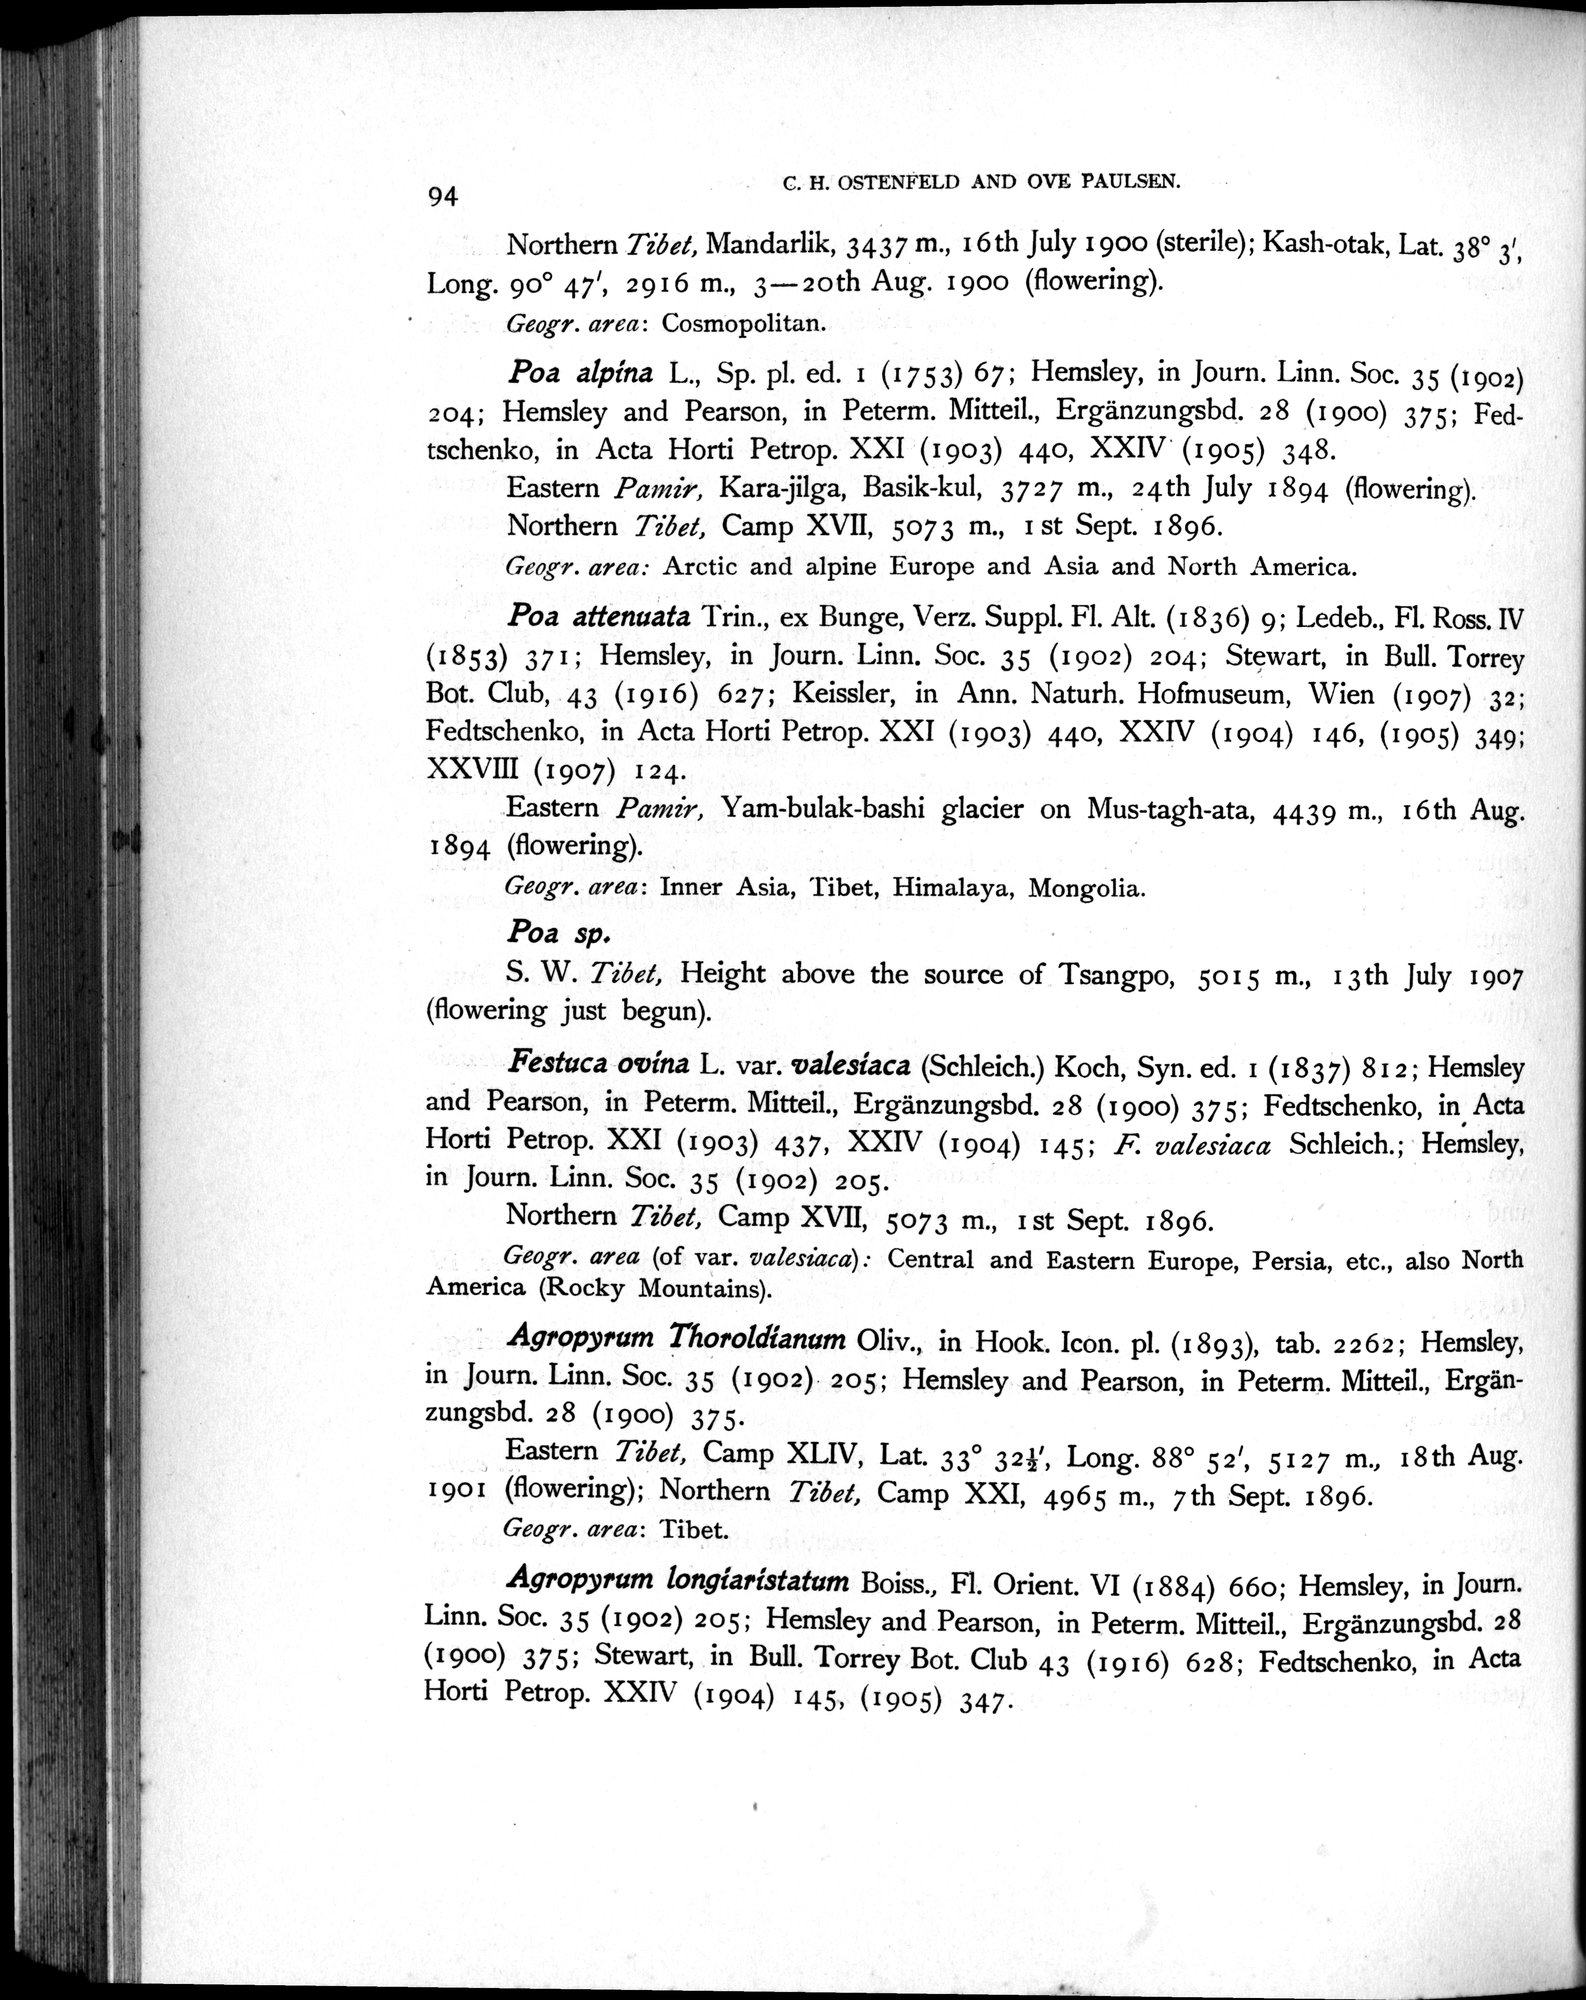 94
C. H. OSTENFELD AND OVE PAULSEN.
Northern Tibet, Mandarlik, 3437 m., 16th July 1900 (sterile); Kash-otak, Lat. 38° 3′,
Long. 90° 47′, 2916 m., 3—20th Aug. 1900 (flowering).
Geogr. area: Cosmopolitan.
Poa alpina L., Sp. pl. ed. 1 (1753) 67; Hemsley, in Journ. Linn. Soc. 35 (1902)
204; Hemsley and Pearson, in Peterm. Mitteil., Ergänzungsbd. 28 (1900) 375; Fed-
tschenko, in Acta Horti Petrop. XXI (1903) 440, XXIV (1905) 348.
Eastern Pamir, Kara-jilga, Basik-kul, 3727 m., 24th July 1894 (flowering).
Northern Tibet, Camp XVII, 5073 m., 1st Sept. 1896.
Geogr. area: Arctic and alpine Europe and Asia and North America.
Poa attenuata Trin., ex Bunge, Verz. Suppl. Fl. Alt. (1836) 9; Ledeb., Fl. Ross. IV
(1853) 371; Hemsley, in Journ. Linn. Soc. 35 (1902) 204; Stewart, in Bull. Torrey
Bot. Club, 43 (1916) 627; Keissler, in Ann. Naturh. Hofmuseum, Wien (1907) 32;
Fedtschenko, in Acta Horti Petrop. XXI (1903) 440, XXIV (1904) 146, (1905) 349;
XXVIII (1907) 124.
Eastern Pamir, Yam-bulak-bashi glacier on Mus-tagh-ata, 4439 m., 16th Aug.
1894 (flowering).
Geogr. area: Inner Asia, Tibet, Himalaya, Mongolia.
Poa sp.
S. W. Tibet, Height above the source of Tsangpo, 5015 m., 13th July 1907
(flowering just begun).
Festuca ovina L. var. valesiaca (Schleich.) Koch, Syn. ed. 1 (1837) 812; Hemsley
and Pearson, in Peterm. Mitteil., Ergänzungsbd. 28 (1900) 375; Fedtschenko, in Acta
Horti Petrop. XXI (1903) 437, XXIV (1904) 145; F. valesiaca Schleich.; Hemsley,
in Journ. Linn. Soc. 35 (1902) 205.
Northern Tibet, Camp XVII, 5073 m., 1st Sept. 1896.
Geogr. area (of var. valesiaca): Central and Eastern Europe, Persia, etc., also North
America (Rocky Mountains).
Agropyrum Thoroldianum Oliv., in Hook. Icon. pl. (1893), tab. 2262; Hemsley,
in Journ. Linn. Soc. 35 (1902) 205; Hemsley and Pearson, in Peterm. Mitteil., Ergän-
zungsbd. 28 (1900) 375.
Eastern Tibet, Camp XLIV, Lat. 33° 32½′, Long. 88° 52′, 5127 m., 18th Aug.
1901 (flowering); Northern Tibet, Camp XXI, 4965 m., 7th Sept. 1896.
Geogr. area: Tibet.
Agropyrum longiaristatum Boiss., Fl. Orient. VI (1884) 660; Hemsley, in Journ.
Linn. Soc. 35 (1902) 205; Hemsley and Pearson, in Peterm. Mitteil., Ergänzungsbd. 28
(1900) 375; Stewart, in Bull. Torrey Bot. Club 43 (1916) 628; Fedtschenko, in Acta
Horti Petrop. XXIV (1904) 145, (1905) 347.